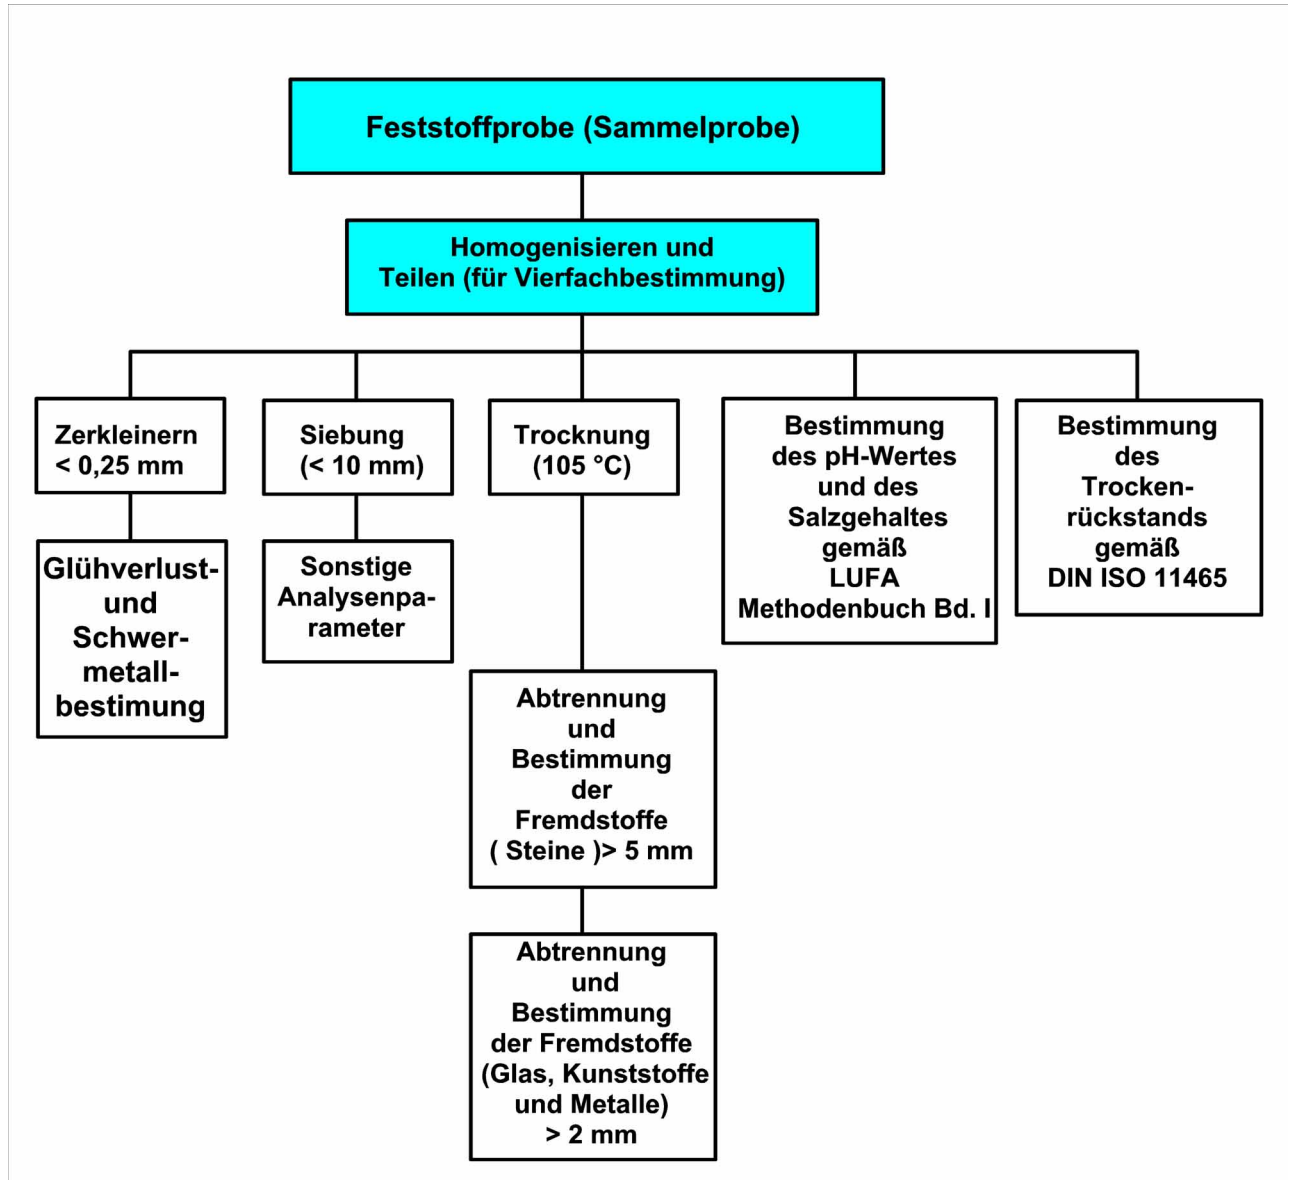 Feststoffprobe (Sammelprobe)
Homogenisieren und
Teilen (für Vierfachbestimmung)
Zerkleinern
< 0,25 mm
Glühverlust-
und
Schwer-
metall-
bestimung
Siebung
(< 10 mm)
Sonstige
Analysenpa-
rameter
Trocknung
(105 °C)
Abtrennung
und
Bestimmung
der
Fremdstoffe
( Steine )> 5 mm
Abtrennung
und
Bestimmung
der Fremdstoffe
(Glas, Kunststoffe
und Metalle)
> 2 mm
Bestimmung
des pH-Wertes
und des
Salzgehaltes
gemäß
LUFA
Methodenbuch Bd. I
Bestimmung
des
Trocken-
rückstands
gemäß
DIN ISO 11465